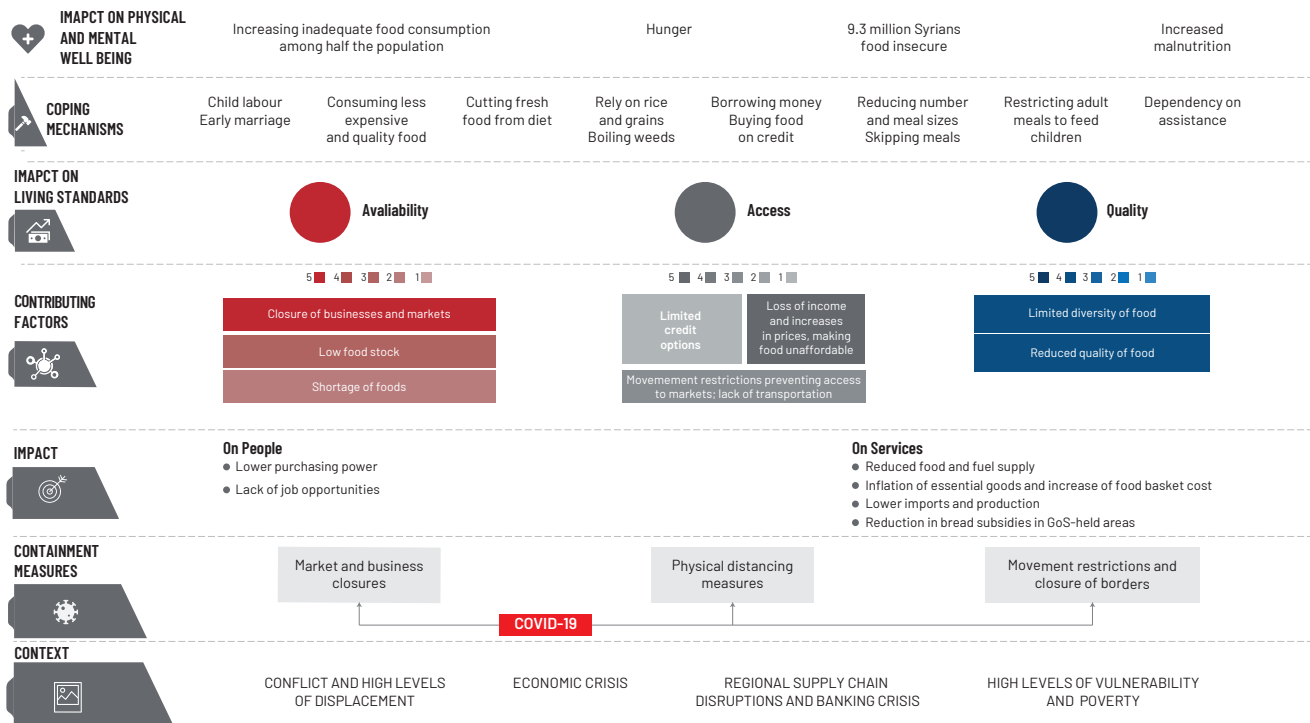 IMAPCT ON PHYSICAL
AND MENTAL
WELL BEING
Increasing inadequate food consumption
among half the population
Hunger
9.3 million Syrians
food insecure
Increased
malnutrition
COPING
MECHANISMS
Child labour
Early marriage
Consuming less
expensive
and quality food
Cutting fresh
food from diet
Rely on rice
and grains
Boiling weeds
Borrowing money
Buying food
on credit
Reducing number
and meal sizes
Skipping meals
Restricting adult
meals to feed
children
Dependency on
assistance
IMAPCT ON
LIVING STANDARDS
Avaliability
Access
Quality
5 4 3 2 1
5 4 3 2 1
5 4 3 2 1
CONTRIBUTING
FACTORS
Closure of businesses and markets
Low food stock
Shortage of foods
Limited
credit
options
Loss of income
and increases
in prices, making
food unaffordable
Movemement restrictions preventing access
to markets; lack of transportation
Limited diversity of food
Reduced quality of food
IMPACT
On People
Lower purchasing power
Lack of job opportunities
On Services
Reduced food and fuel supply
Inflation of essential goods and increase of food basket cost
Lower imports and production
Reduction in bread subsidies in GoS-held areas
CONTAINMENT
MEASURES
Market and business
closures
Physical distancing
measures
Movement restrictions and
closure of borders
COVID-19
CONTEXT
CONFLICT AND HIGH LEVELS
OF DISPLACEMENT
ECONOMIC CRISIS
REGIONAL SUPPLY CHAIN
DISRUPTIONS AND BANKING CRISIS
HIGH LEVELS OF VULNERABILITY
AND POVERTY